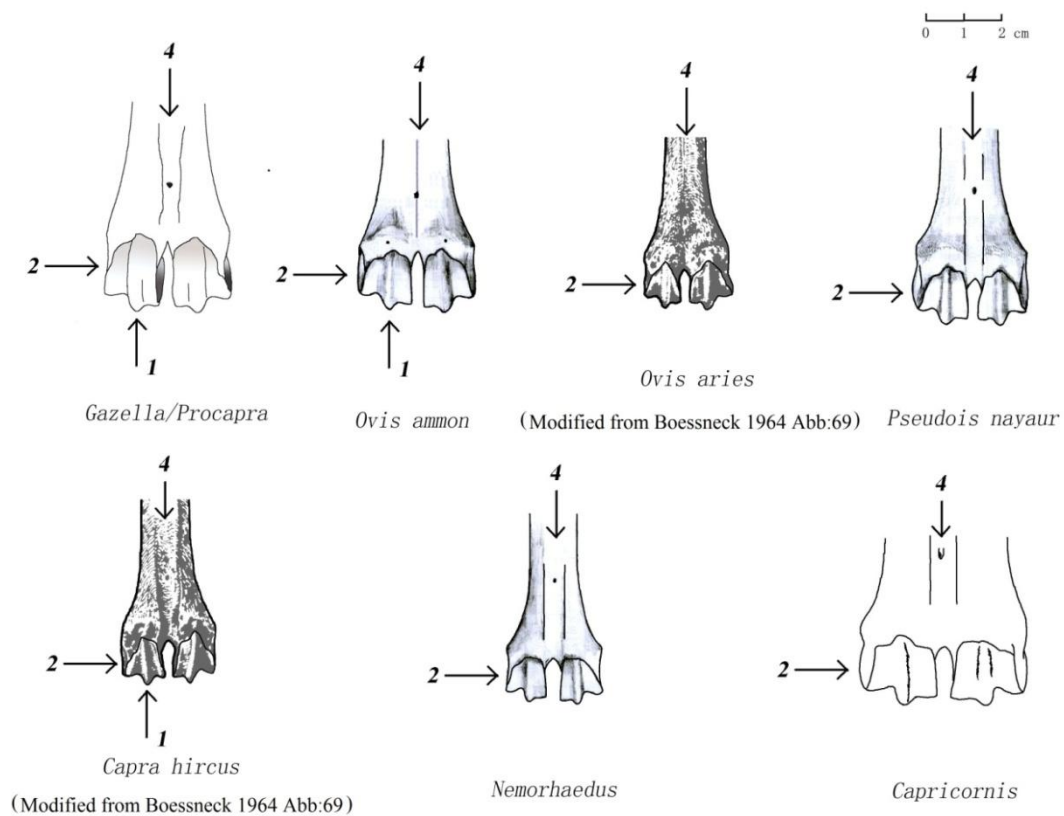 0 1 2 cm
4
2
1
Gazella/Procapra
4
2
1
Ovis ammon
4
2
Ovis aries
(Modified from Boessneck 1964 Abb:69)
4
2
Pseudois nayaur
4
2
1
Capra hircus
(Modified from Boessneck 1964 Abb:69)
4
2
Nemorhaedus
4
2
Capricornis